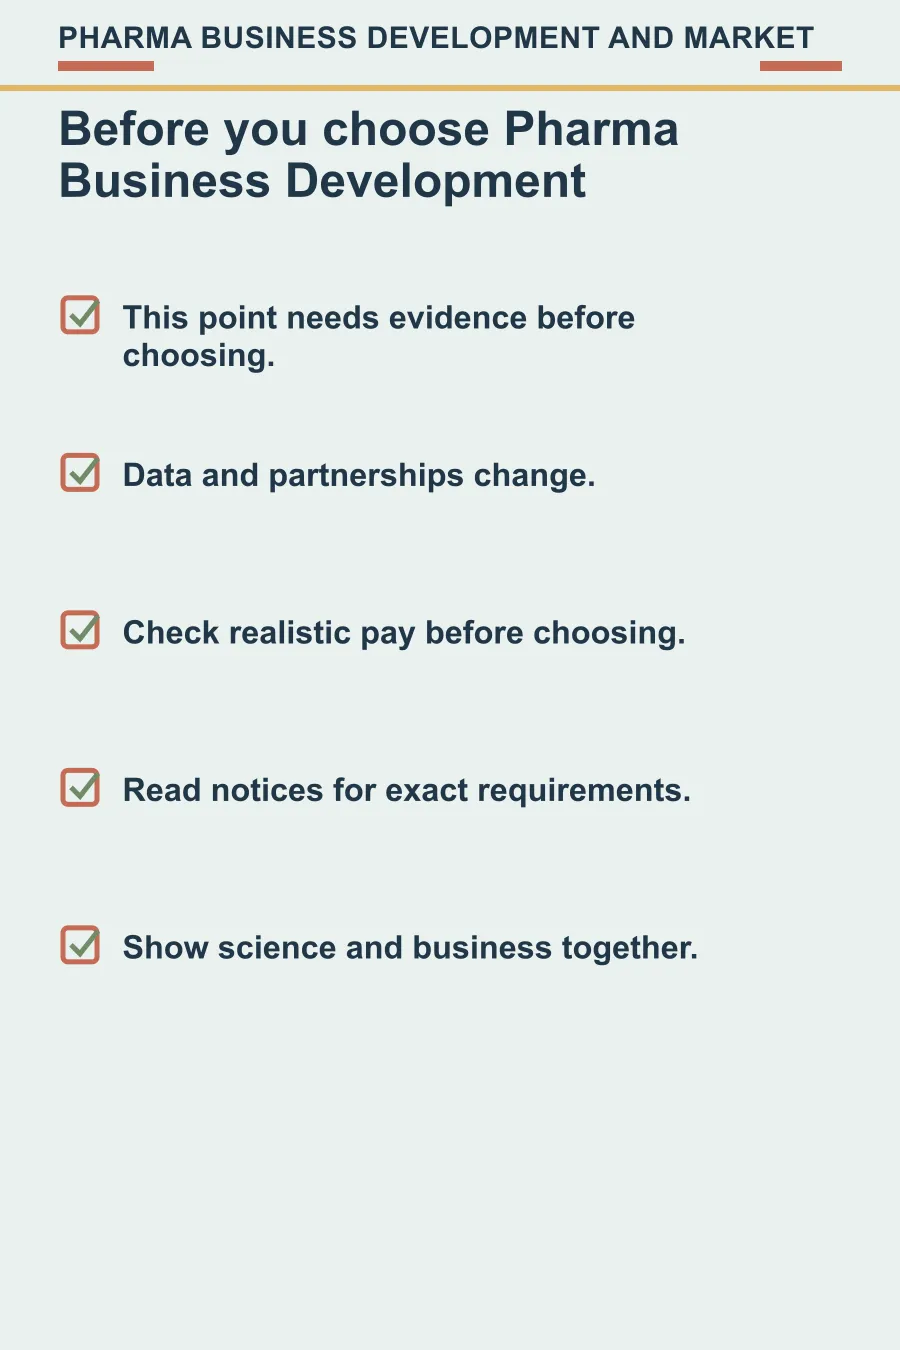 PHARMA BUSINESS DEVELOPMENT AND MARKET
Before you choose Pharma
Business Development
This point needs evidence before
choosing.
Data and partnerships change.
Check realistic pay before choosing.
Read notices for exact requirements.
Show science and business together.